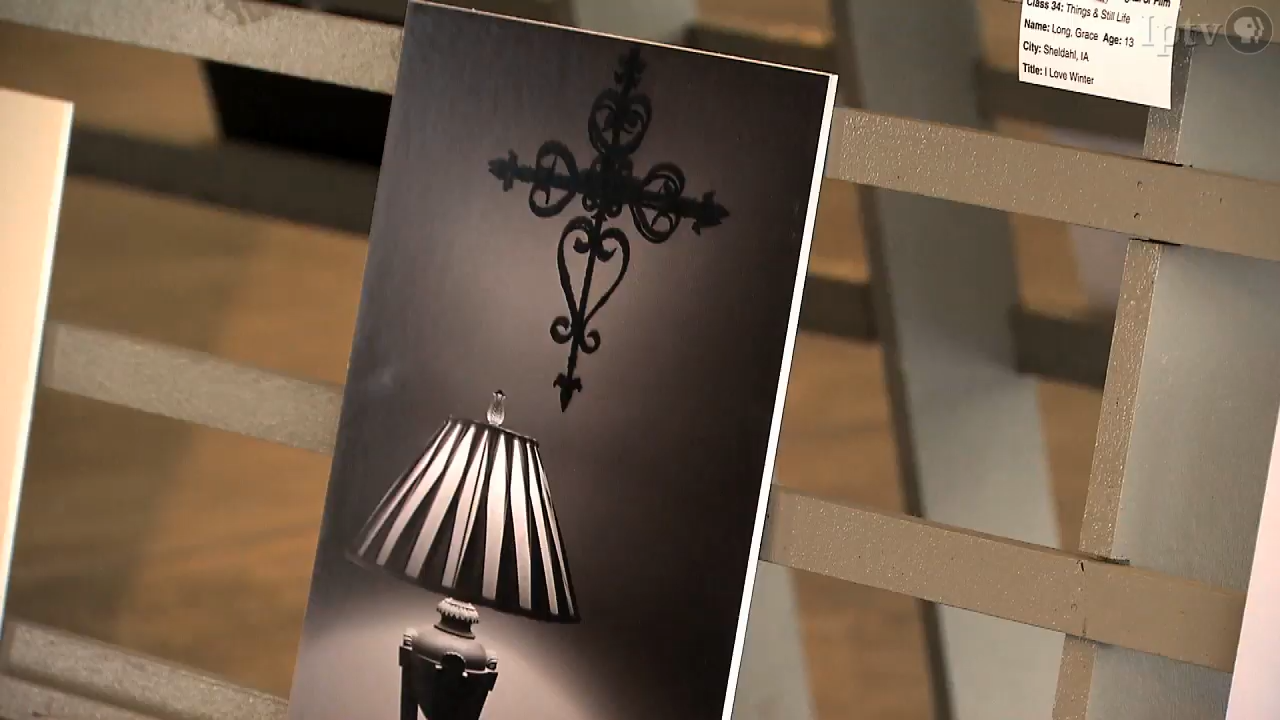 Class 34: Things & Still Life
Name: Long, Grace Age: 13
City: Sheldahl, IA
Title: I Love Winter
Iptv